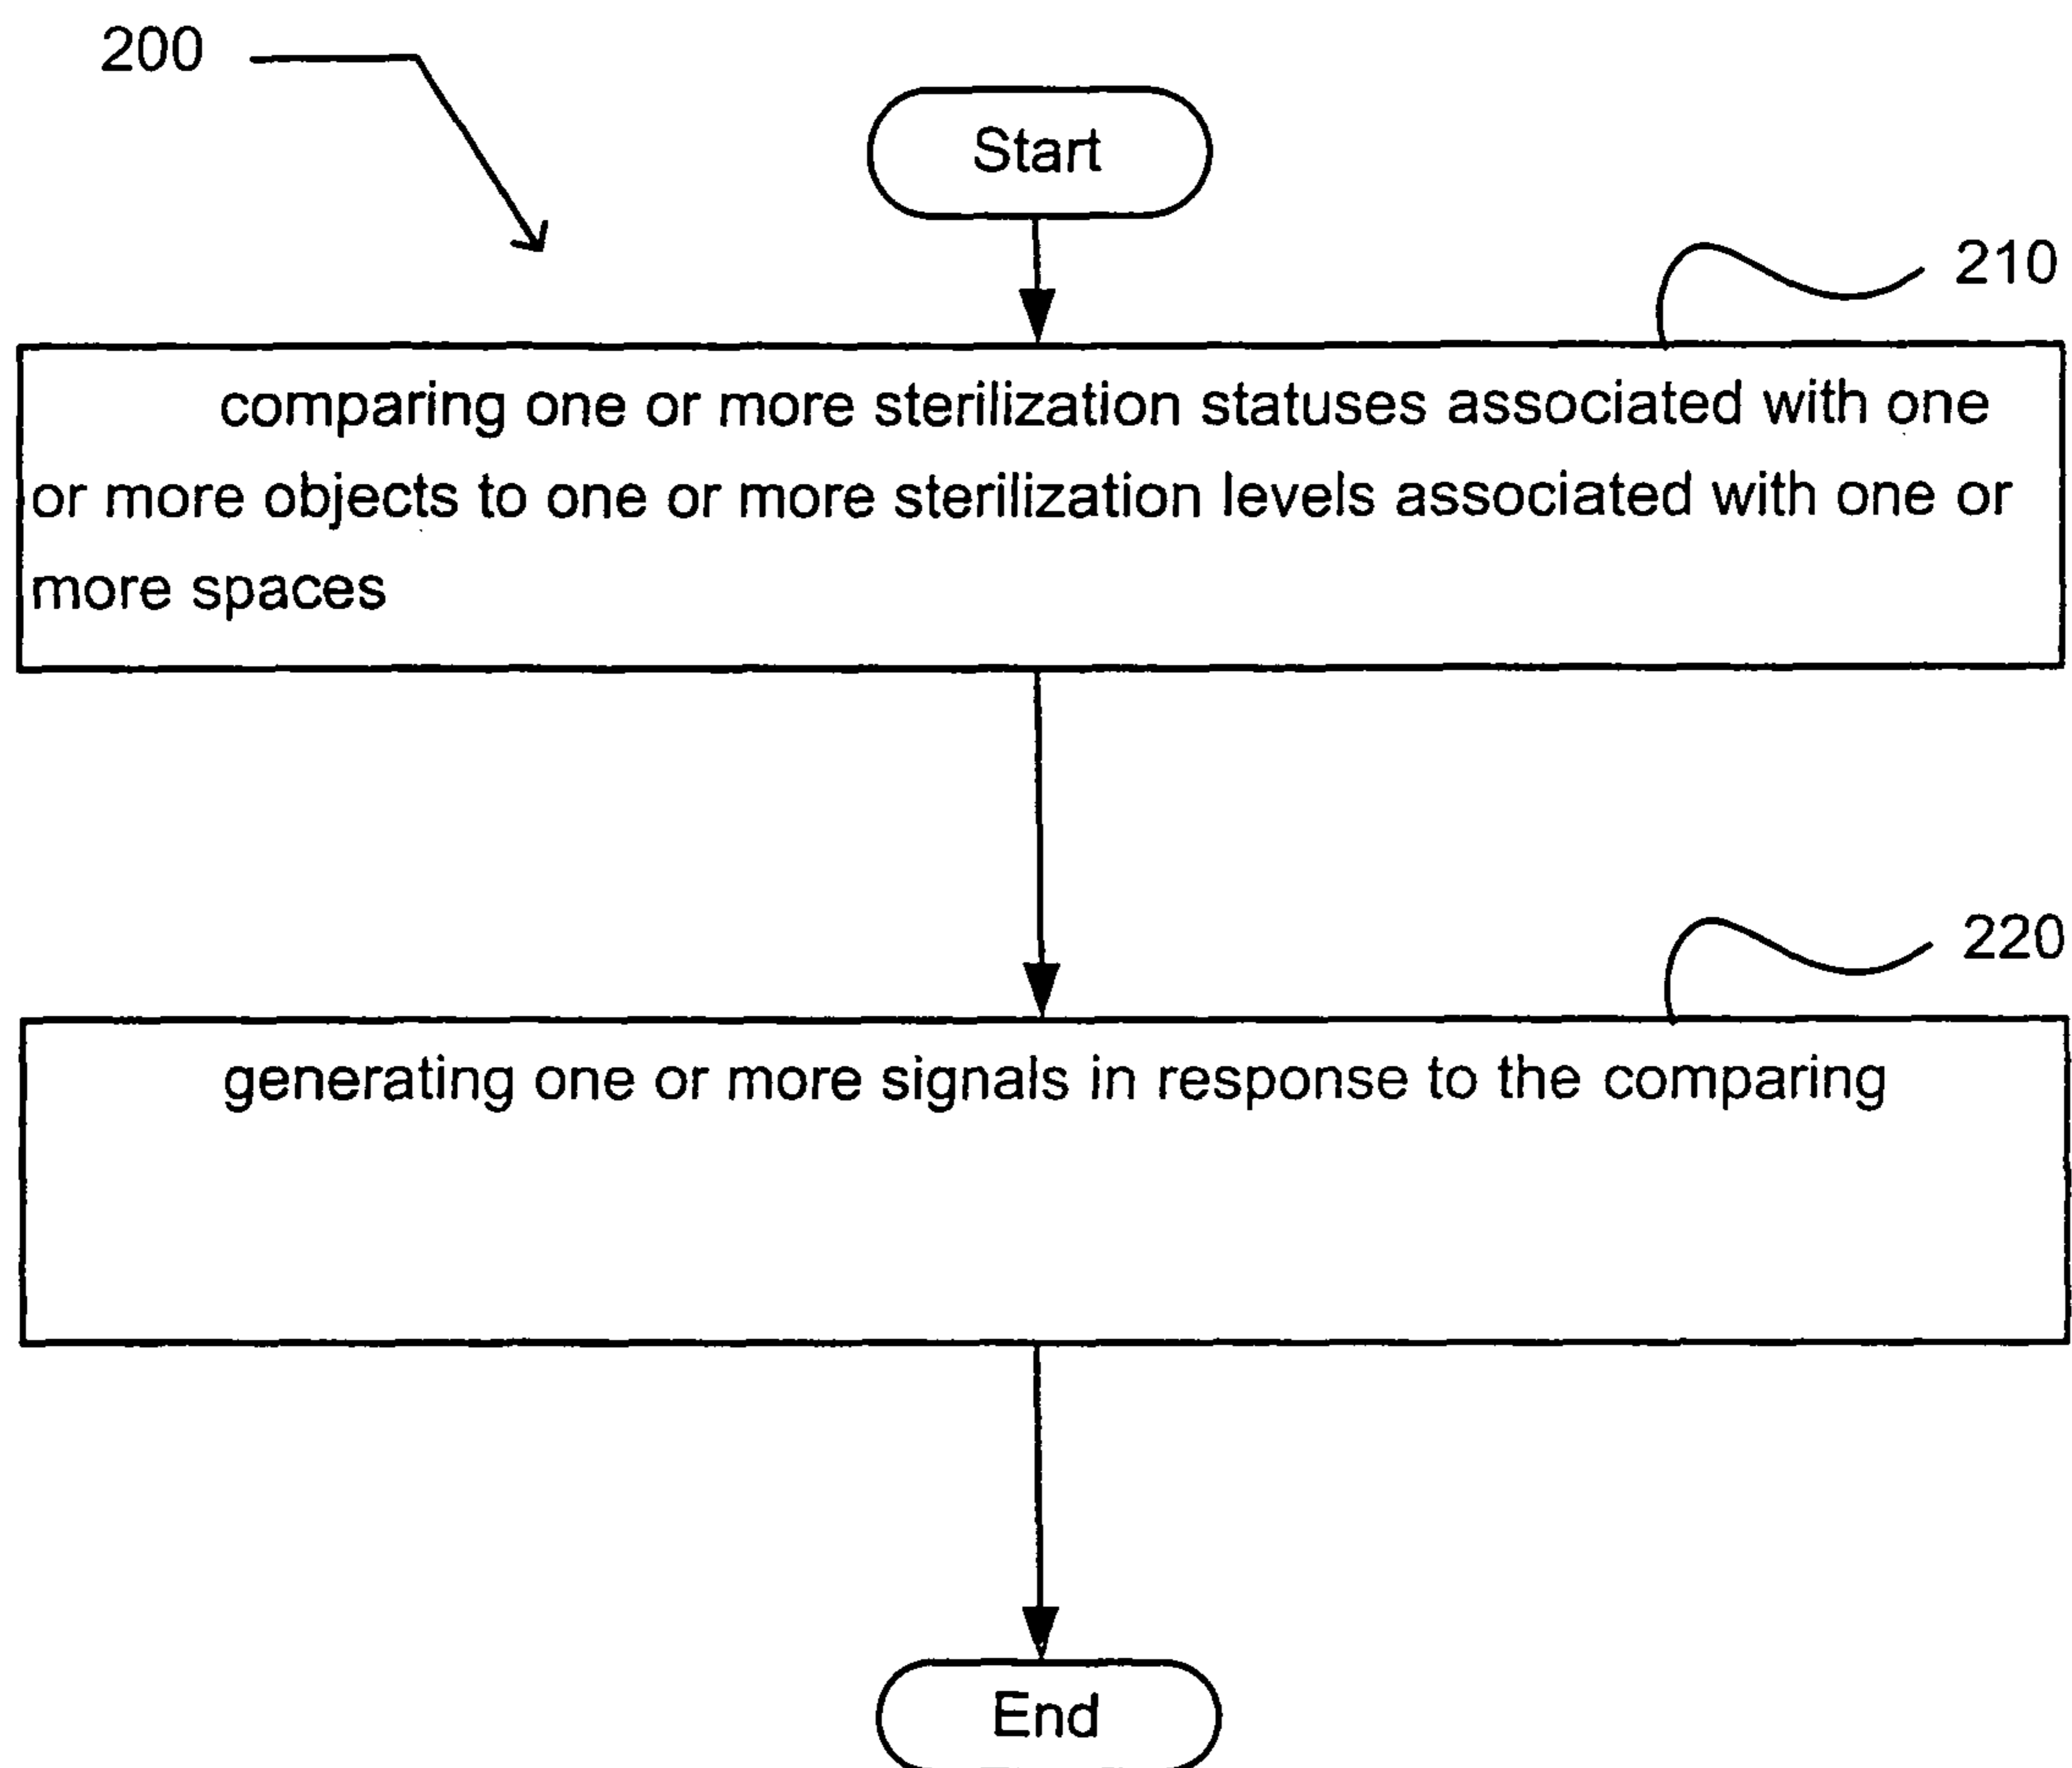 200
Start
210
comparing one or more sterilization statuses associated with one
or more objects to one or more sterilization levels associated with one or
more spaces
220
generating one or more signals in response to the comparing
End